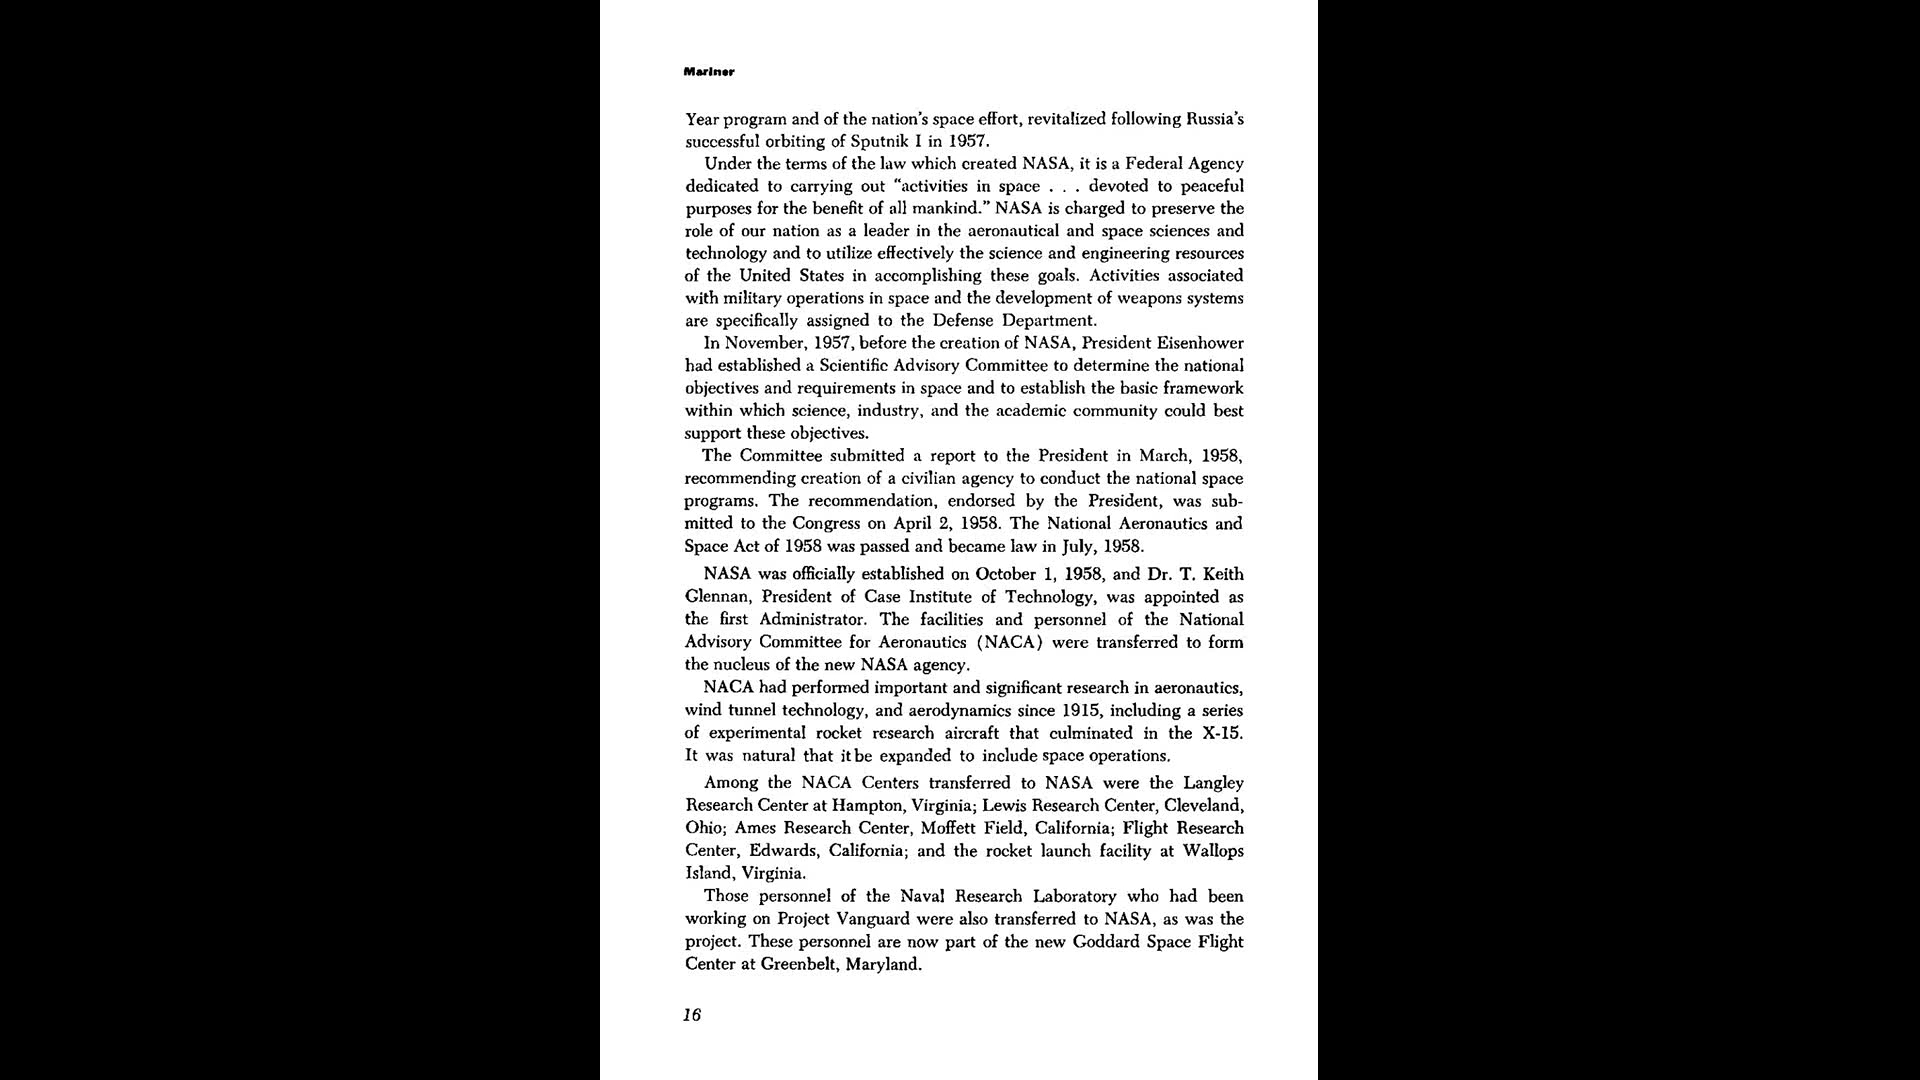 Mariner
Year program and of the nation's space effort, revitalized following Russia's
successful orbiting of Sputnik I in 1957.
Under the terms of the law which created NASA, it is a Federal Agency
dedicated to carrying out "activities in space . . . devoted to peaceful
purposes for the benefit of all mankind." NASA is charged to preserve the
role of our nation as a leader in the aeronautical and space sciences and
technology and to utilize effectively the science and engineering resources
of the United States in accomplishing these goals. Activities associated
with military operations in space and the development of weapons systems
are specifically assigned to the Defense Department.
In November, 1957, before the creation of NASA, President Eisenhower
had established a Scientific Advisory Committee to determine the national
objectives and requirements in space and to establish the basic framework
within which science, industry, and the academic community could best
support these objectives.
The Committee submitted a report to the President in March, 1958,
recommending creation of a civilian agency to conduct the national space
programs. The recommendation, endorsed by the President, was sub-
mitted to the Congress on April 2, 1958. The National Aeronautics and
Space Act of 1958 was passed and became law in July, 1958.
NASA was officially established on October 1, 1958, and Dr. T. Keith
Glennan, President of Case Institute of Technology, was appointed as
the first Administrator. The facilities and personnel of the National
Advisory Committee for Aeronautics (NACA) were transferred to form
the nucleus of the new NASA agency.
NACA had performed important and significant research in aeronautics,
wind tunnel technology, and aerodynamics since 1915, including a series
of experimental rocket research aircraft that culminated in the X-15.
It was natural that it be expanded to include space operations.
Among the NACA Centers transferred to NASA were the Langley
Research Center at Hampton, Virginia; Lewis Research Center, Cleveland,
Ohio; Ames Research Center, Moffett Field, California; Flight Research
Center, Edwards, California; and the rocket launch facility at Wallops
Island, Virginia.
Those personnel of the Naval Research Laboratory who had been
working on Project Vanguard were also transferred to NASA, as was the
project. These personnel are now part of the new Goddard Space Flight
Center at Greenbelt, Maryland.
16